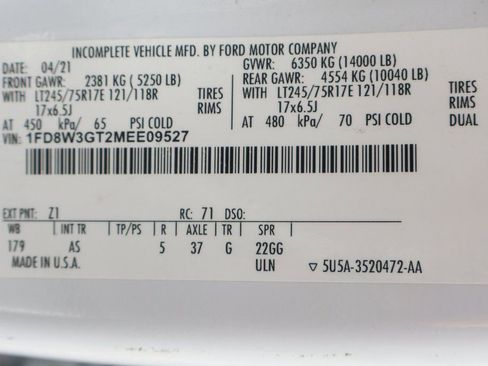 INCOMPLETE VEHICLE MFD. BY FORD MOTOR COMPANY
DATE: 04/21 GVWR: 6350 KG (14000 LB)
FRONT GAWR: 2381 KG (5250 LB) REAR GAWR: 4554 KG (10040 LB)
WITH LT245/75R17E 121/118R TIRES WITH LT245/75R17E 121/118R TIRES
17x6.5J RIMS 17x6.5J RIMS
AT 450 kPa/ 65 PSI COLD AT 480 kPa/ 70 PSI COLD DUAL
VIN: 1FD8W3GT2MEE09527
EXT PNT: Z1 RC: 71 DSO:
WB INT TR TP/PS R AXLE TR SPR
179 AS 5 37 G 22GG
MADE IN U.S.A. ULN ▽ 5U5A-3520472-AA